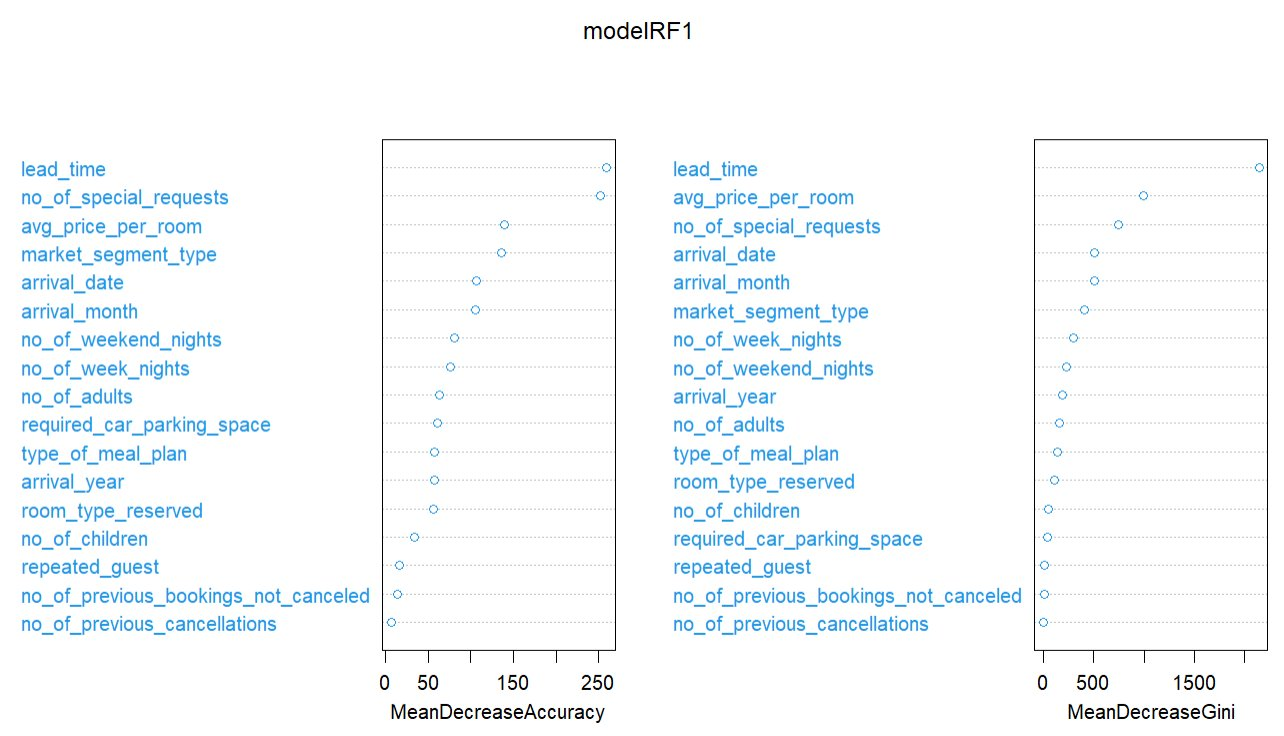 modelRF1
lead_time
no_of_special_requests
avg_price_per_room
market_segment_type
arrival_date
arrival_month
no_of_weekend_nights
no_of_week_nights
no_of_adults
required_car_parking_space
type_of_meal_plan
arrival_year
room_type_reserved
no_of_children
repeated_guest
no_of_previous_bookings_not_canceled
no_of_previous_cancellations
0 50 150 250
MeanDecreaseAccuracy
lead_time
avg_price_per_room
no_of_special_requests
arrival_date
arrival_month
market_segment_type
no_of_week_nights
no_of_weekend_nights
arrival_year
no_of_adults
type_of_meal_plan
room_type_reserved
no_of_children
required_car_parking_space
repeated_guest
no_of_previous_bookings_not_canceled
no_of_previous_cancellations
0 500 1500
MeanDecreaseGini